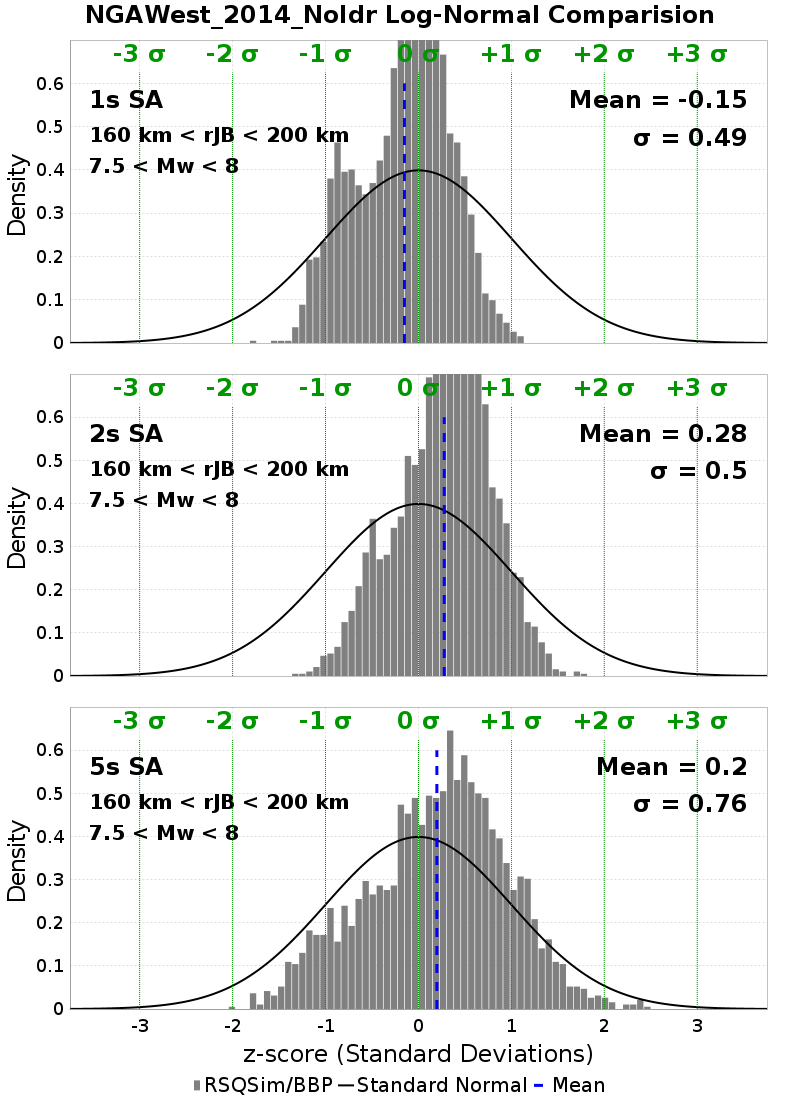 NGAWest_2014_NoIdr Log-Normal Comparision
-3 σ -2 σ -1 σ 0 σ +1 σ +2 σ +3 σ
1s SA
Mean = -0.15
160 km < rJB < 200 km
σ = 0.49
7.5 < Mw < 8
Density
0.6
0.5
0.4
0.3
0.2
0.1
0
-3 σ -2 σ -1 σ 0 σ +1 σ +2 σ +3 σ
2s SA
Mean = 0.28
160 km < rJB < 200 km
σ = 0.5
7.5 < Mw < 8
Density
0.6
0.5
0.4
0.3
0.2
0.1
0
-3 σ -2 σ -1 σ 0 σ +1 σ +2 σ +3 σ
5s SA
Mean = 0.2
160 km < rJB < 200 km
σ = 0.76
7.5 < Mw < 8
Density
0.6
0.5
0.4
0.3
0.2
0.1
0
-3 -2 -1 0 1 2 3
z-score (Standard Deviations)
RSQSim/BBP Standard Normal Mean